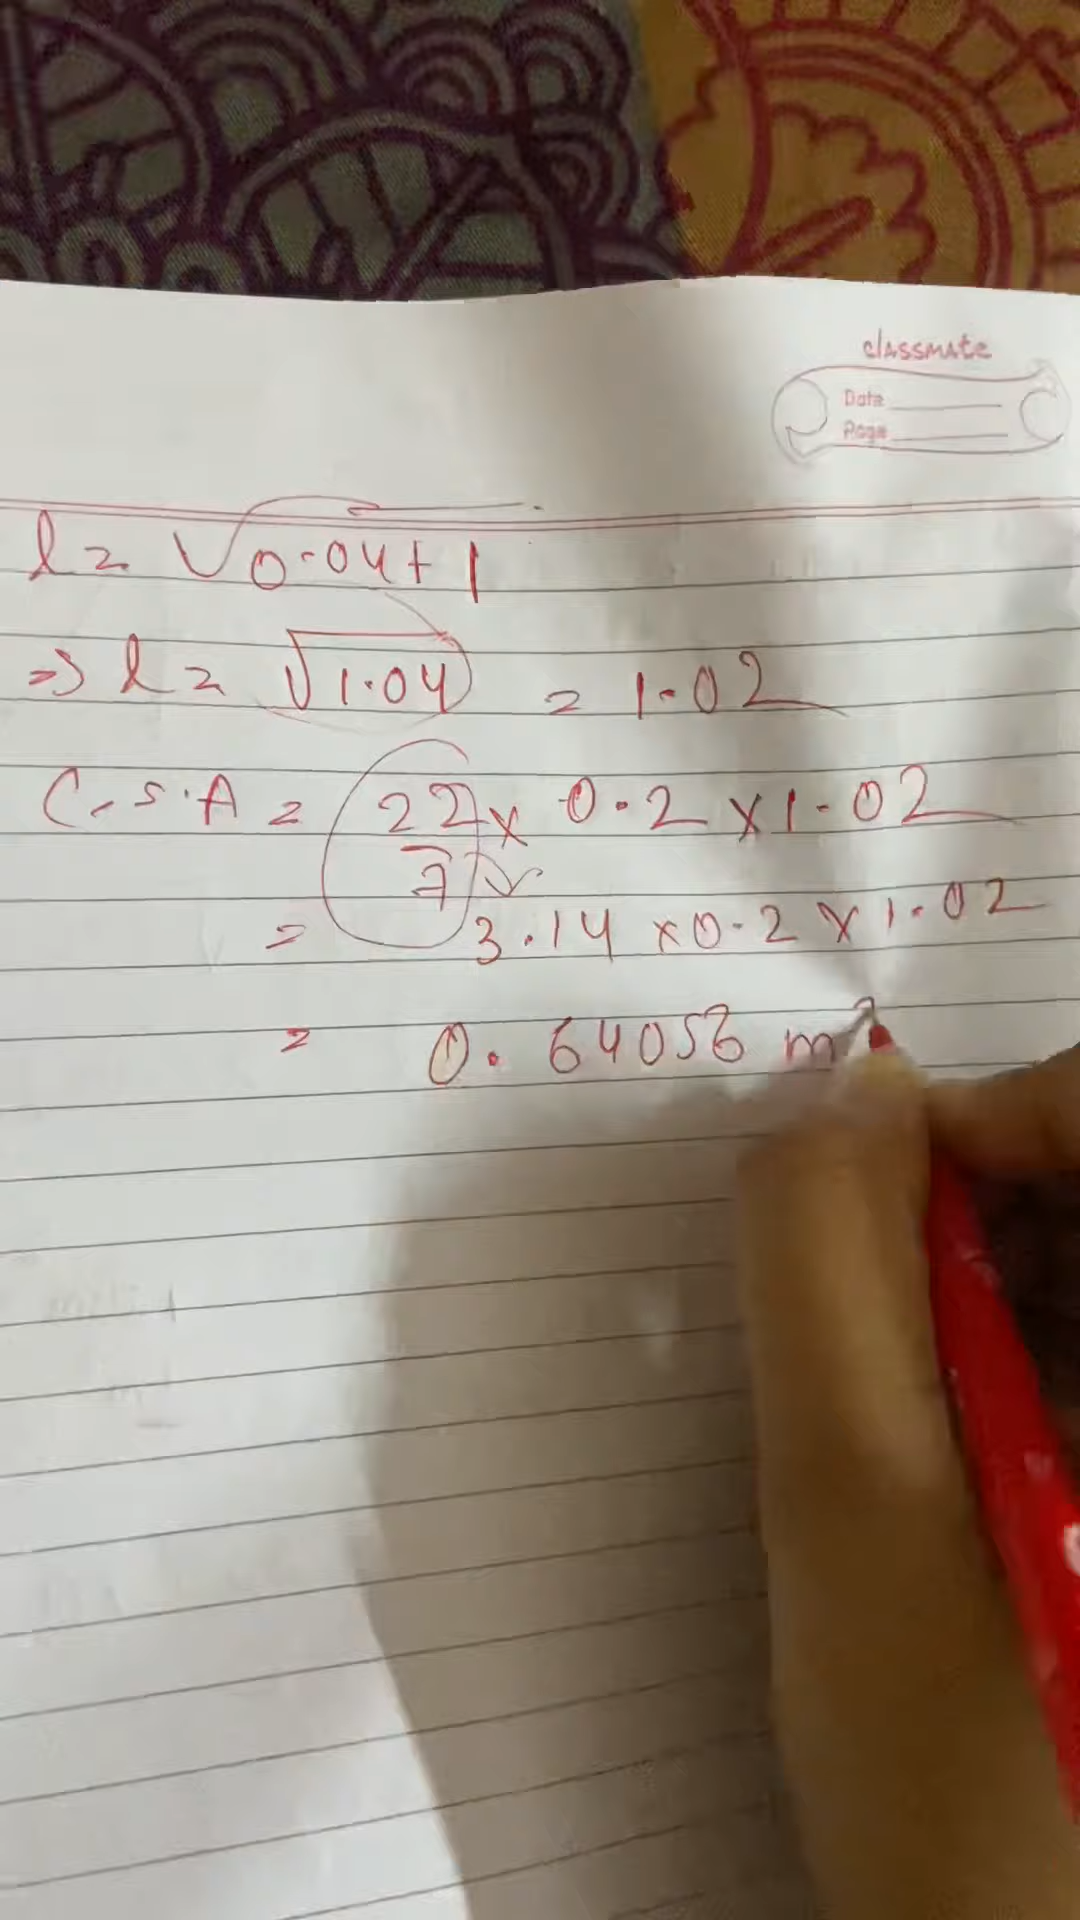 classmate
Date
Page
l = √0.04+1
⇒ l = √1.04 = 1.02
C.S.A = 22/7 × 0.2 × 1.02
= 3.14 × 0.2 × 1.02
= 0.64056 m²